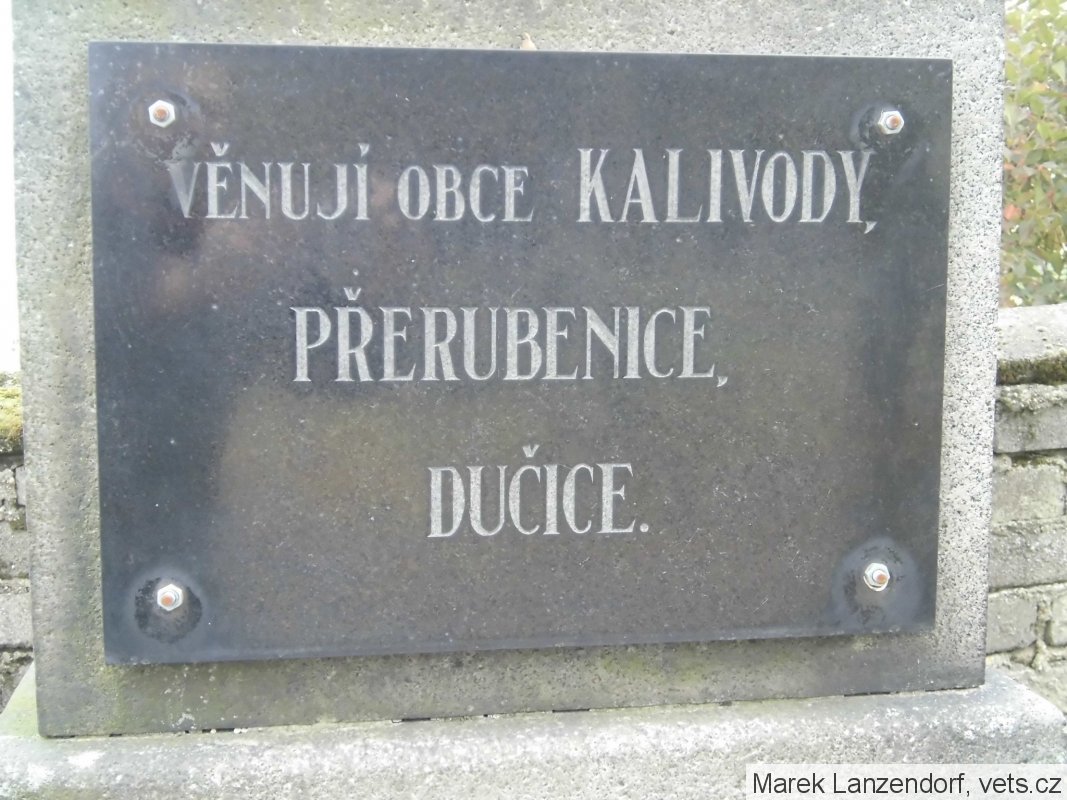 VĚNUJÍ OBCE KALIVODY,
PŘERUBENICE,
DUČICE.
Marek Lanzendorf, vets.cz